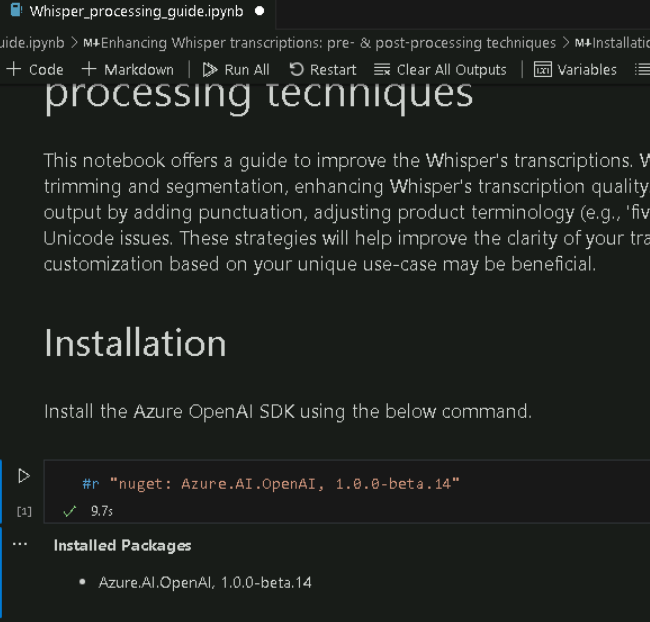 Whisper_processing_guide.ipynb
uide.ipynb > M↓Enhancing Whisper transcriptions: pre- & post-processing techniques > M↓Installatio
+ Code + Markdown | Run All Restart Clear All Outputs | Variables
processing techniques
This notebook offers a guide to improve the Whisper's transcriptions. W
trimming and segmentation, enhancing Whisper's transcription quality
output by adding punctuation, adjusting product terminology (e.g., 'fiv
Unicode issues. These strategies will help improve the clarity of your tra
customization based on your unique use-case may be beneficial.
Installation
Install the Azure OpenAI SDK using the below command.
#r "nuget: Azure.AI.OpenAI, 1.0.0-beta.14"
[1] ✓ 9.7s
... Installed Packages
• Azure.AI.OpenAI, 1.0.0-beta.14